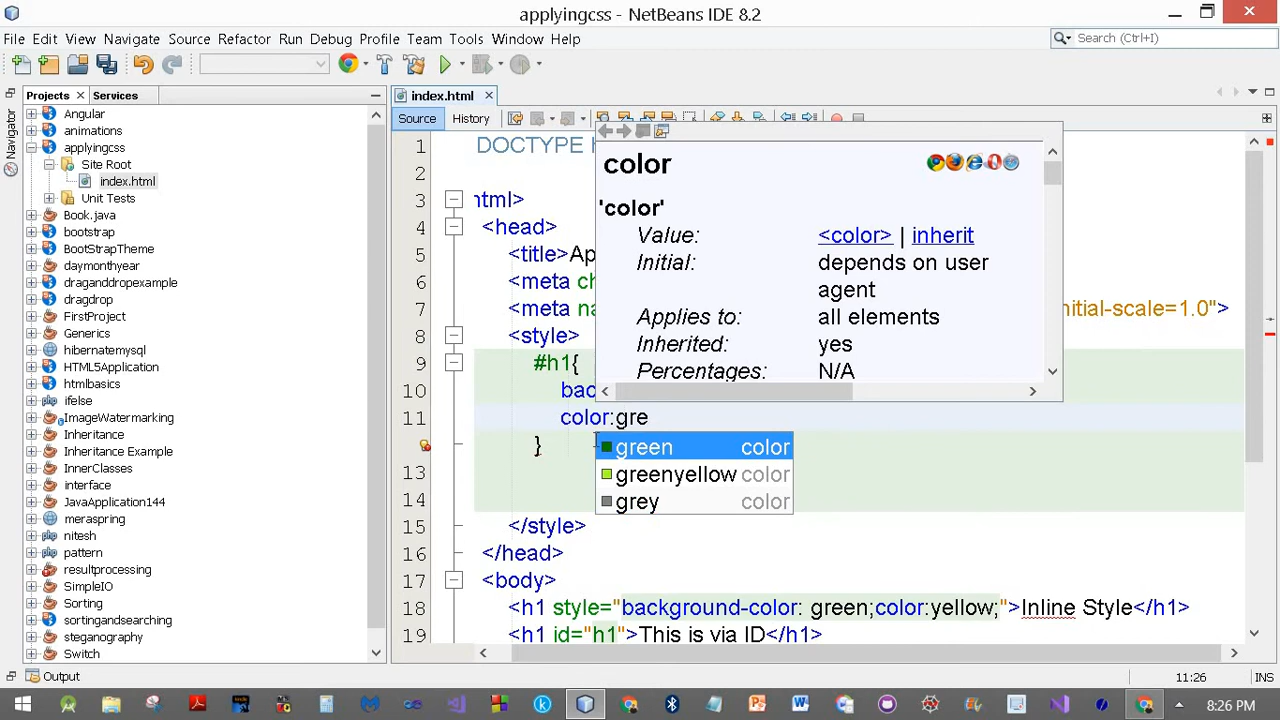 applyingcss - NetBeans IDE 8.2
File Edit View Navigate Source Refactor Run Debug Profile Team Tools Window Help
Search (Ctrl+I)
Projects Services
index.html
Navigator
Source History
Angular
animations
applyingcss
Site Root
index.html
Unit Tests
Book.java
bootstrap
BootStrapTheme
daymonthyear
draganddropexample
dragdrop
FirstProject
Generics
hibernatemysql
HTML5Application
htmlbasics
ifelse
ImageWatermarking
Inheritance
Inheritance Example
InnerClasses
interface
JavaApplication144
meraspring
nitesh
pattern
resultprocessing
SimpleIO
Sorting
sortingandsearching
steganography
Switch
1 DOCTYPE
2
3 html>
4 <head>
5 <title>Ap
6 <meta ch
7 <meta na nitial-scale=1.0">
8 <style>
9 #h1{
10 bac
11 color:gre
}
13
14
15 </style>
16 </head>
17 <body>
18 <h1 style="background-color: green;color:yellow;">Inline Style</h1>
19 <h1 id="h1">This is via ID</h1>
color
'color'
Value: <color> | inherit
Initial: depends on user
agent
Applies to: all elements
Inherited: yes
Percentages: N/A
green color
greenyellow color
grey color
Output
11:26 INS
8:26 PM